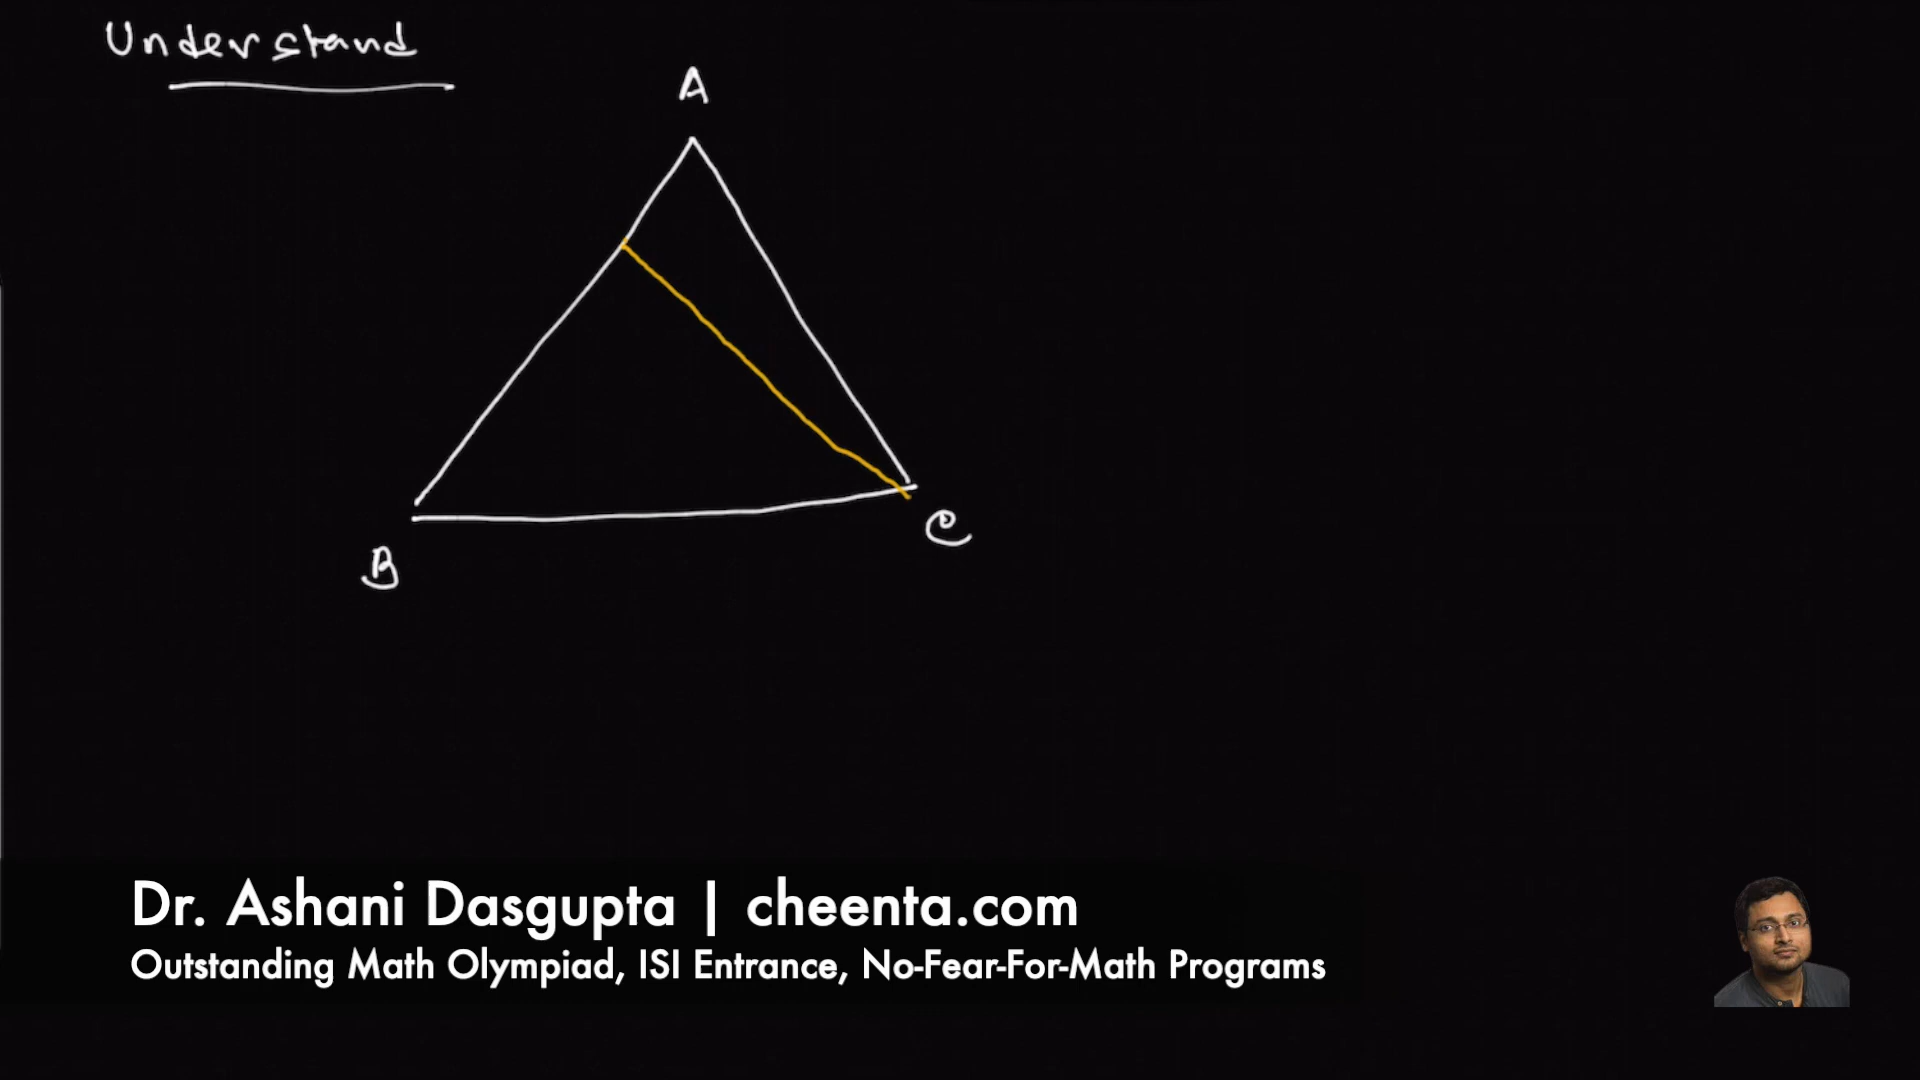 Understand
A
B
C
Dr. Ashani Dasgupta | cheenta.com
Outstanding Math Olympiad, ISI Entrance, No-Fear-For-Math Programs